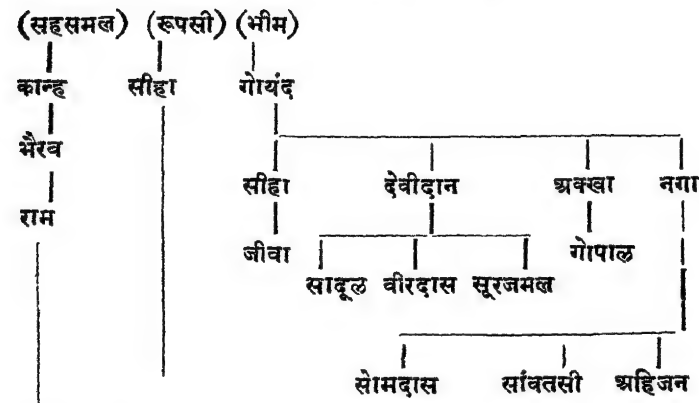 (सहसमल) (रूपसी) (भीम)
कान्ह सीहा गोयंद
भैरव
सीहा देवीदान अक्खा नगा
राम
जीवा सादूल वीरदास सूरजमल गोपाल
सोमदास सांवतसी अहिजन